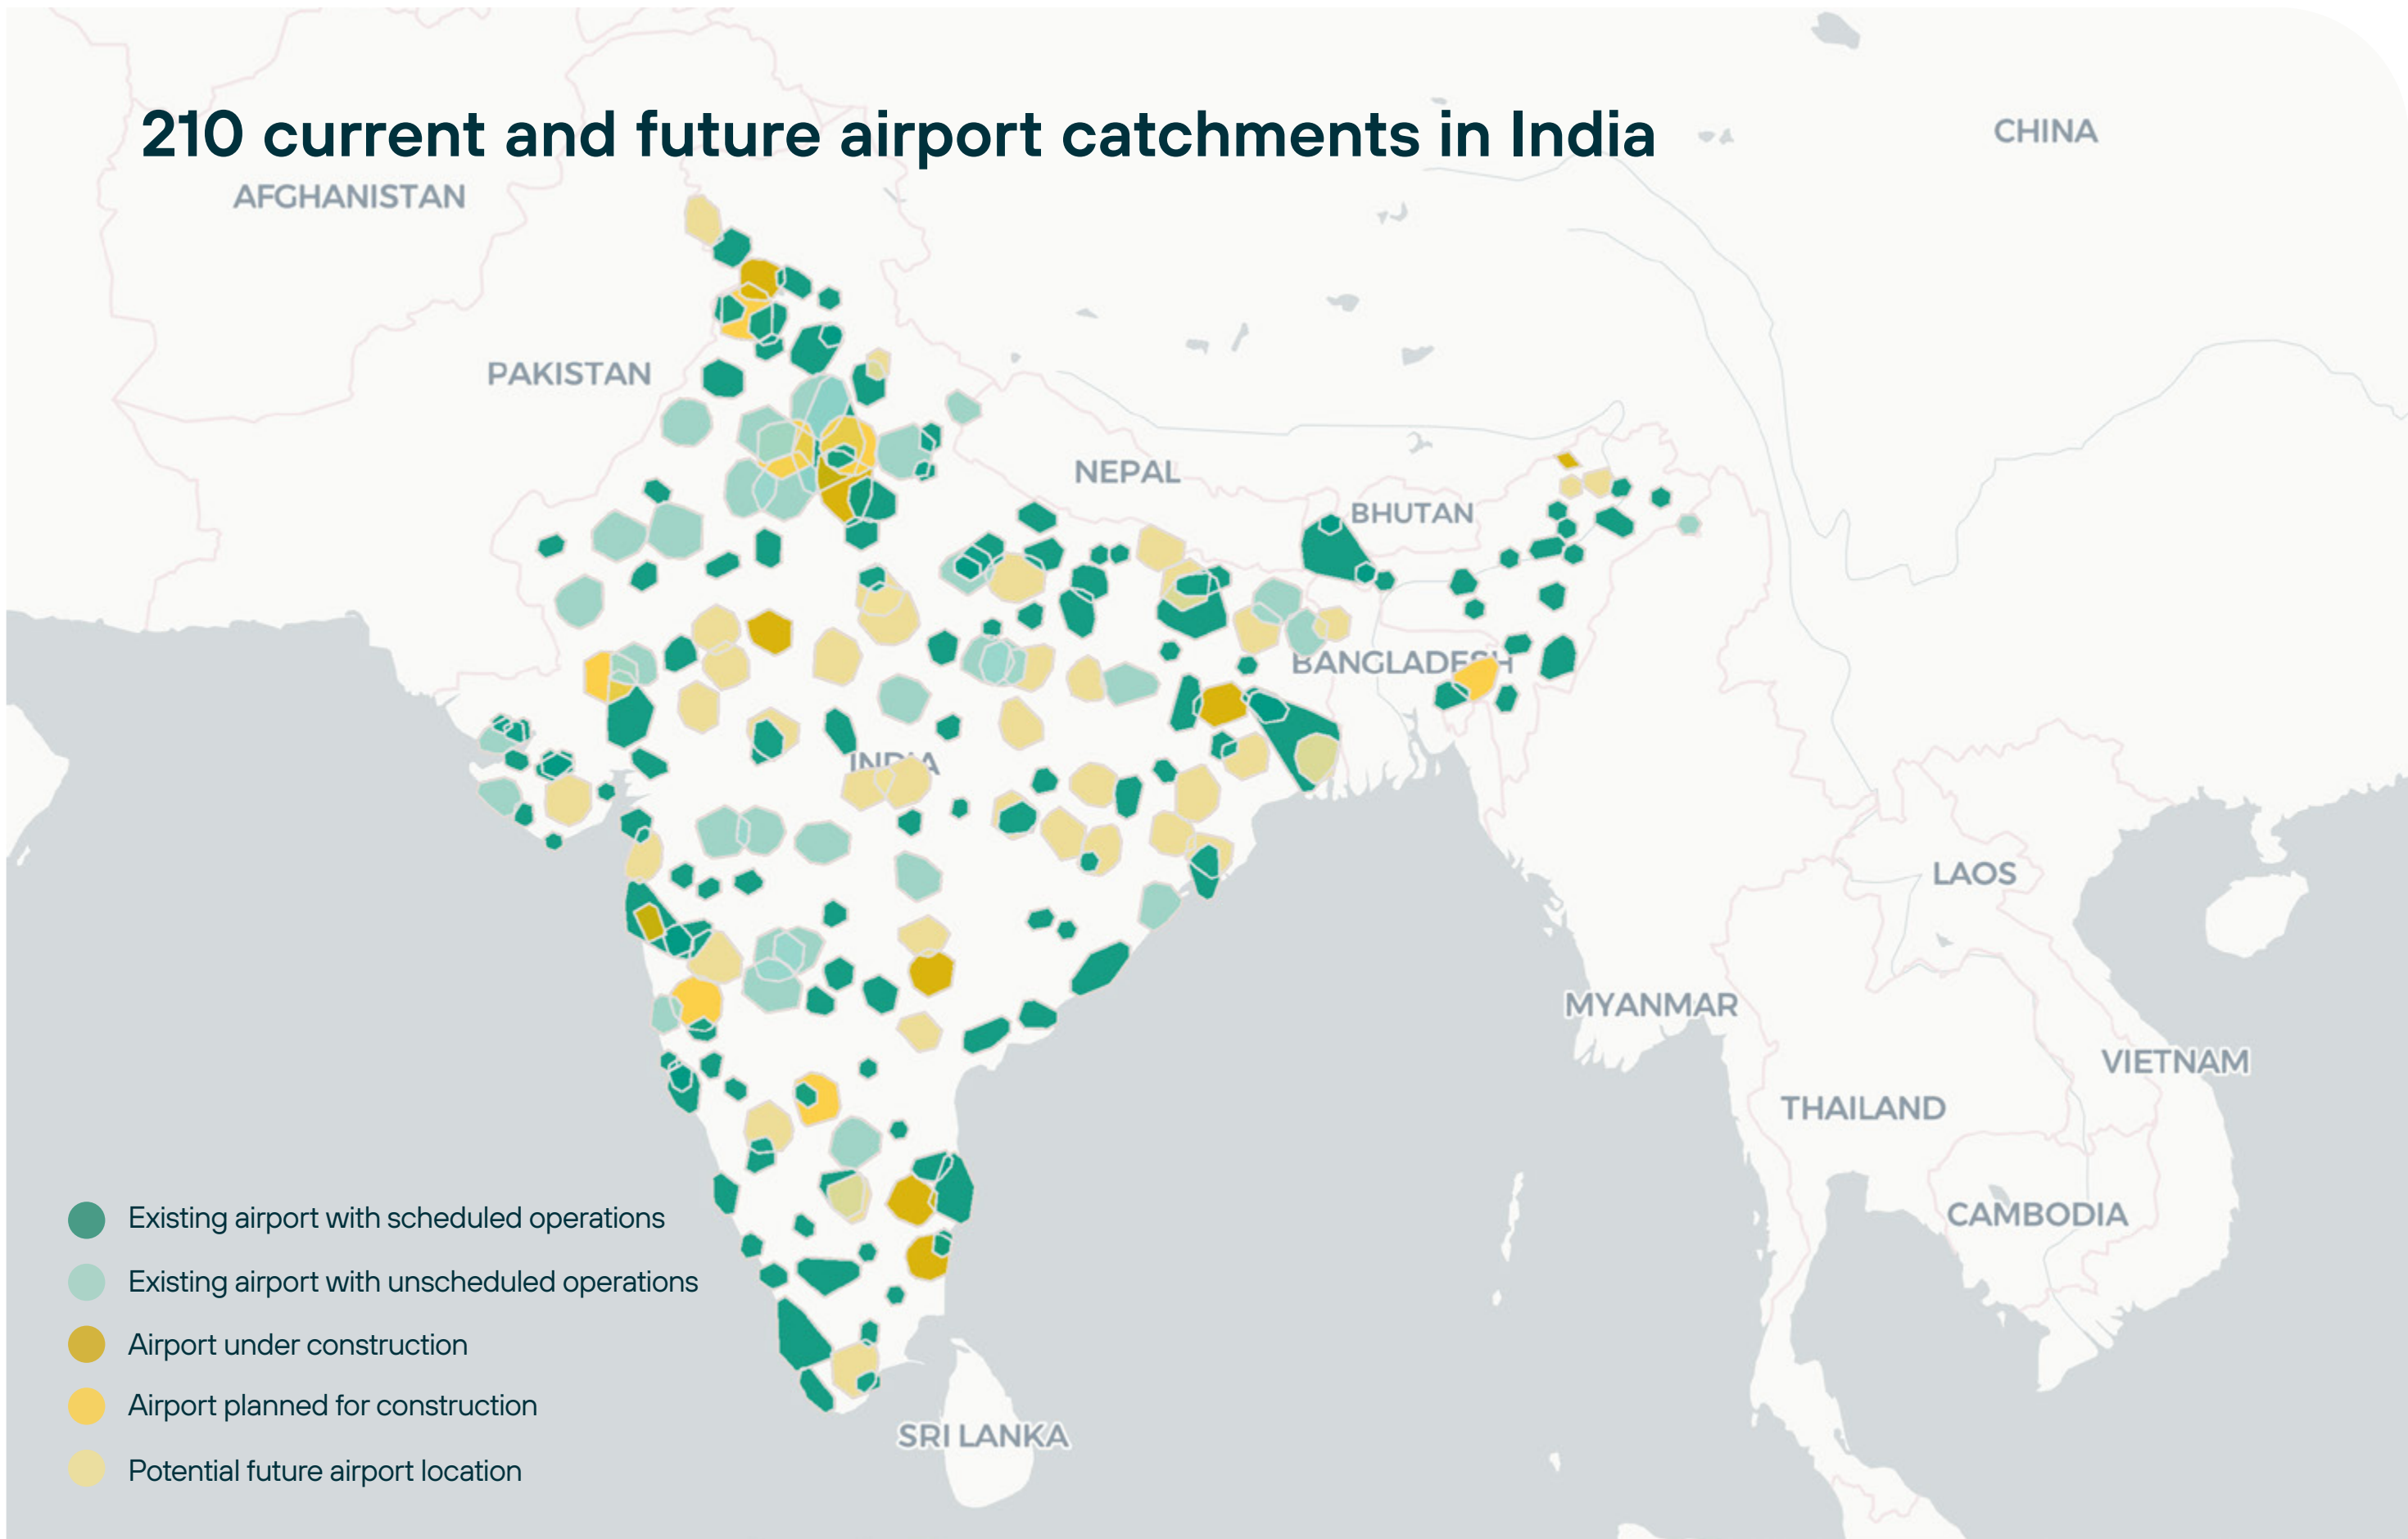 210 current and future airport catchments in India
CHINA
AFGHANISTAN
PAKISTAN
NEPAL
BHUTAN
BANGLADESH
INDIA
LAOS
MYANMAR
VIETNAM
THAILAND
CAMBODIA
SRI LANKA
Existing airport with scheduled operations
Existing airport with unscheduled operations
Airport under construction
Airport planned for construction
Potential future airport location